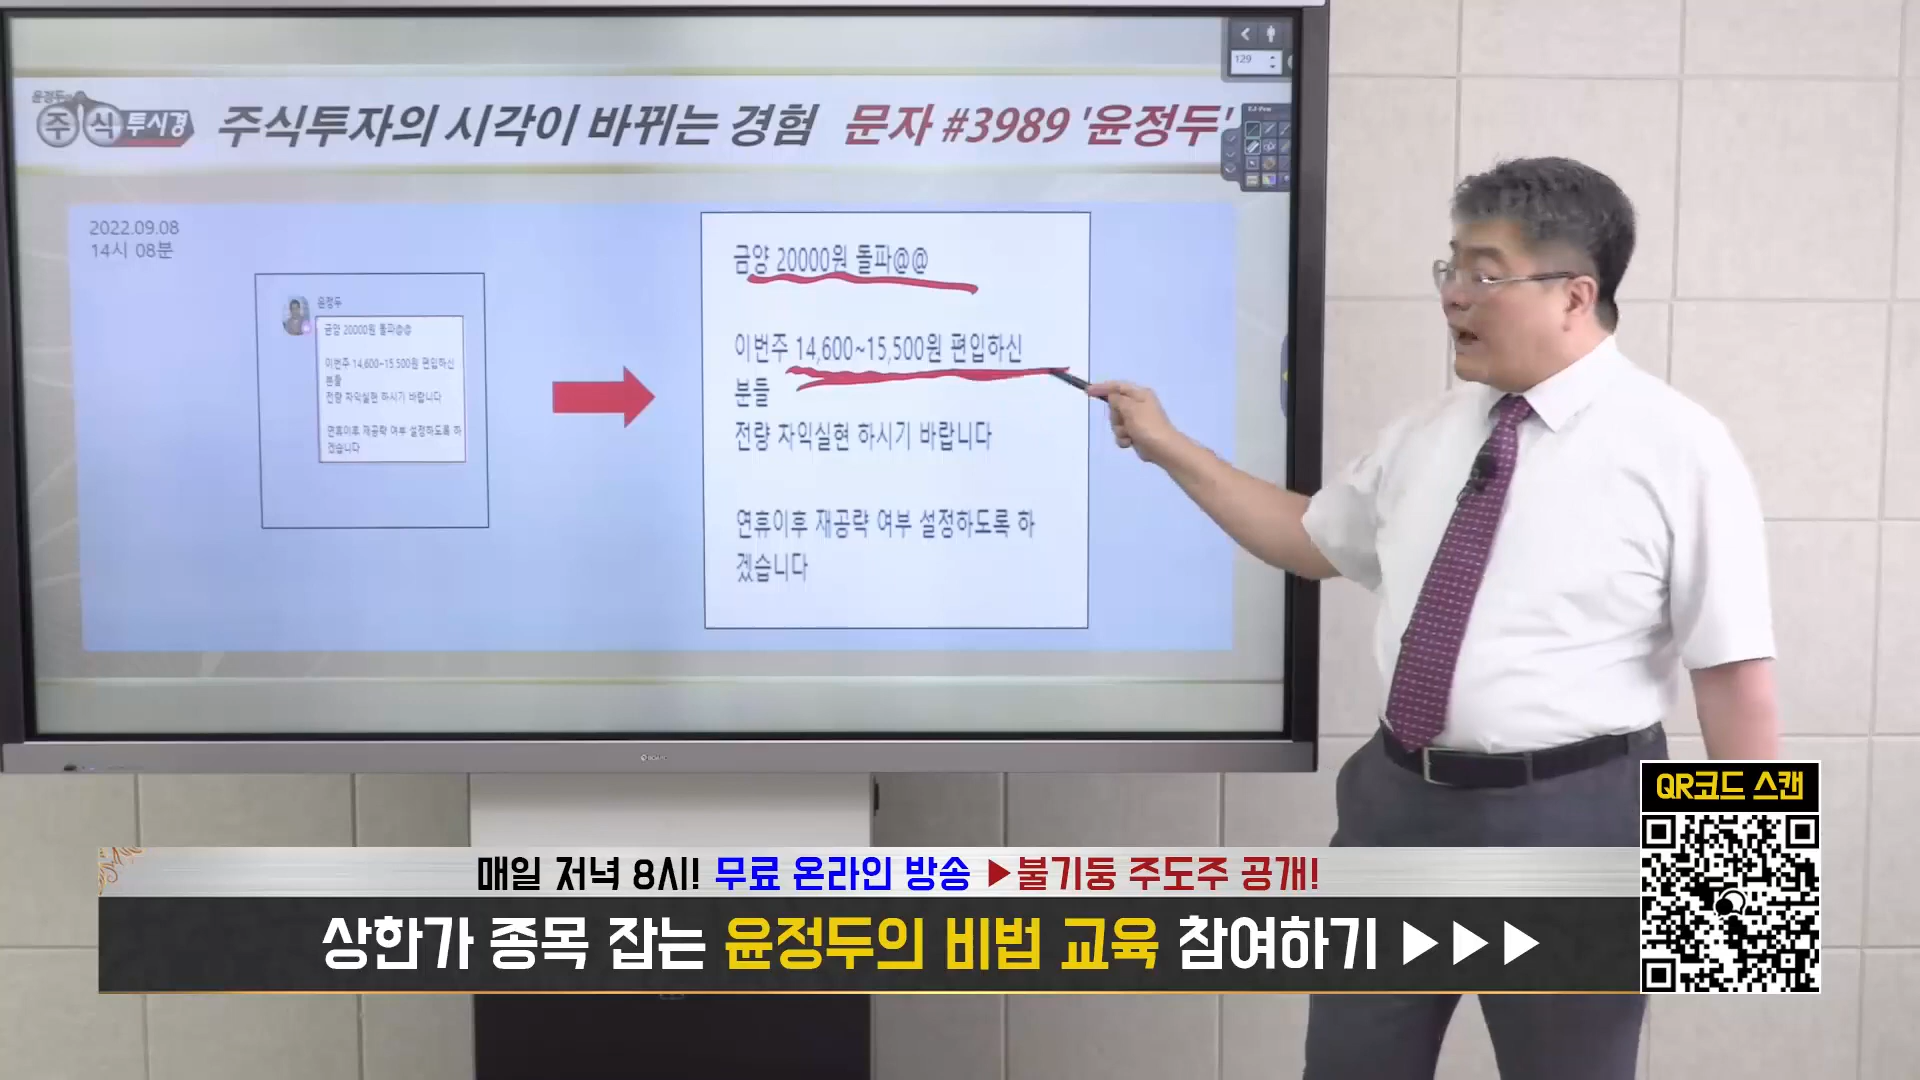 129
윤정두의
주식투시경
주식투자의 시각이 바뀌는 경험 문자 #3989 '윤정두'
2022.09.08
14시 08분
윤정두
금양 20000원 돌파@@
이번주 14,600~15,500원 편입하신
분들
전량 차익실현 하시기 바랍니다
연휴이후 재공략 여부 설정하도록 하
겠습니다
금양 20000원 돌파@@
이번주 14,600~15,500원 편입하신
분들
전량 차익실현 하시기 바랍니다
연휴이후 재공략 여부 설정하도록 하
겠습니다
QR코드 스캔
매일 저녁 8시! 무료 온라인 방송 ▶불기둥 주도주 공개!
상한가 종목 잡는 윤정두의 비법 교육 참여하기 ▶▶▶